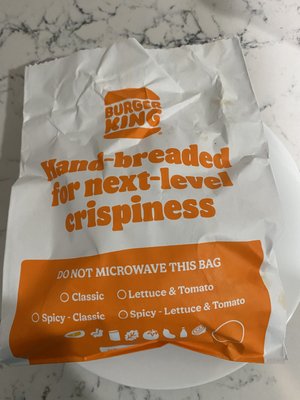 BURGER
KING
Hand-breaded
for next-level
crispiness
DO NOT MICROWAVE THIS BAG
Classic Lettuce & Tomato
Spicy - Classic Spicy - Lettuce & Tomato